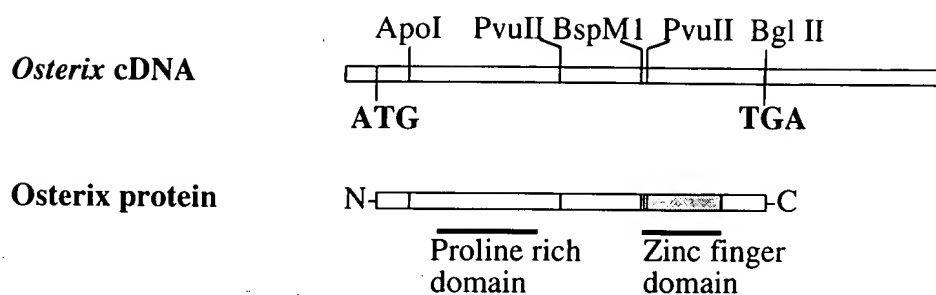 ApoI PvuII BspM1 PvuII Bgl II
Osterix cDNA
ATG TGA
Osterix protein N- -C
Proline rich domain
Zinc finger domain